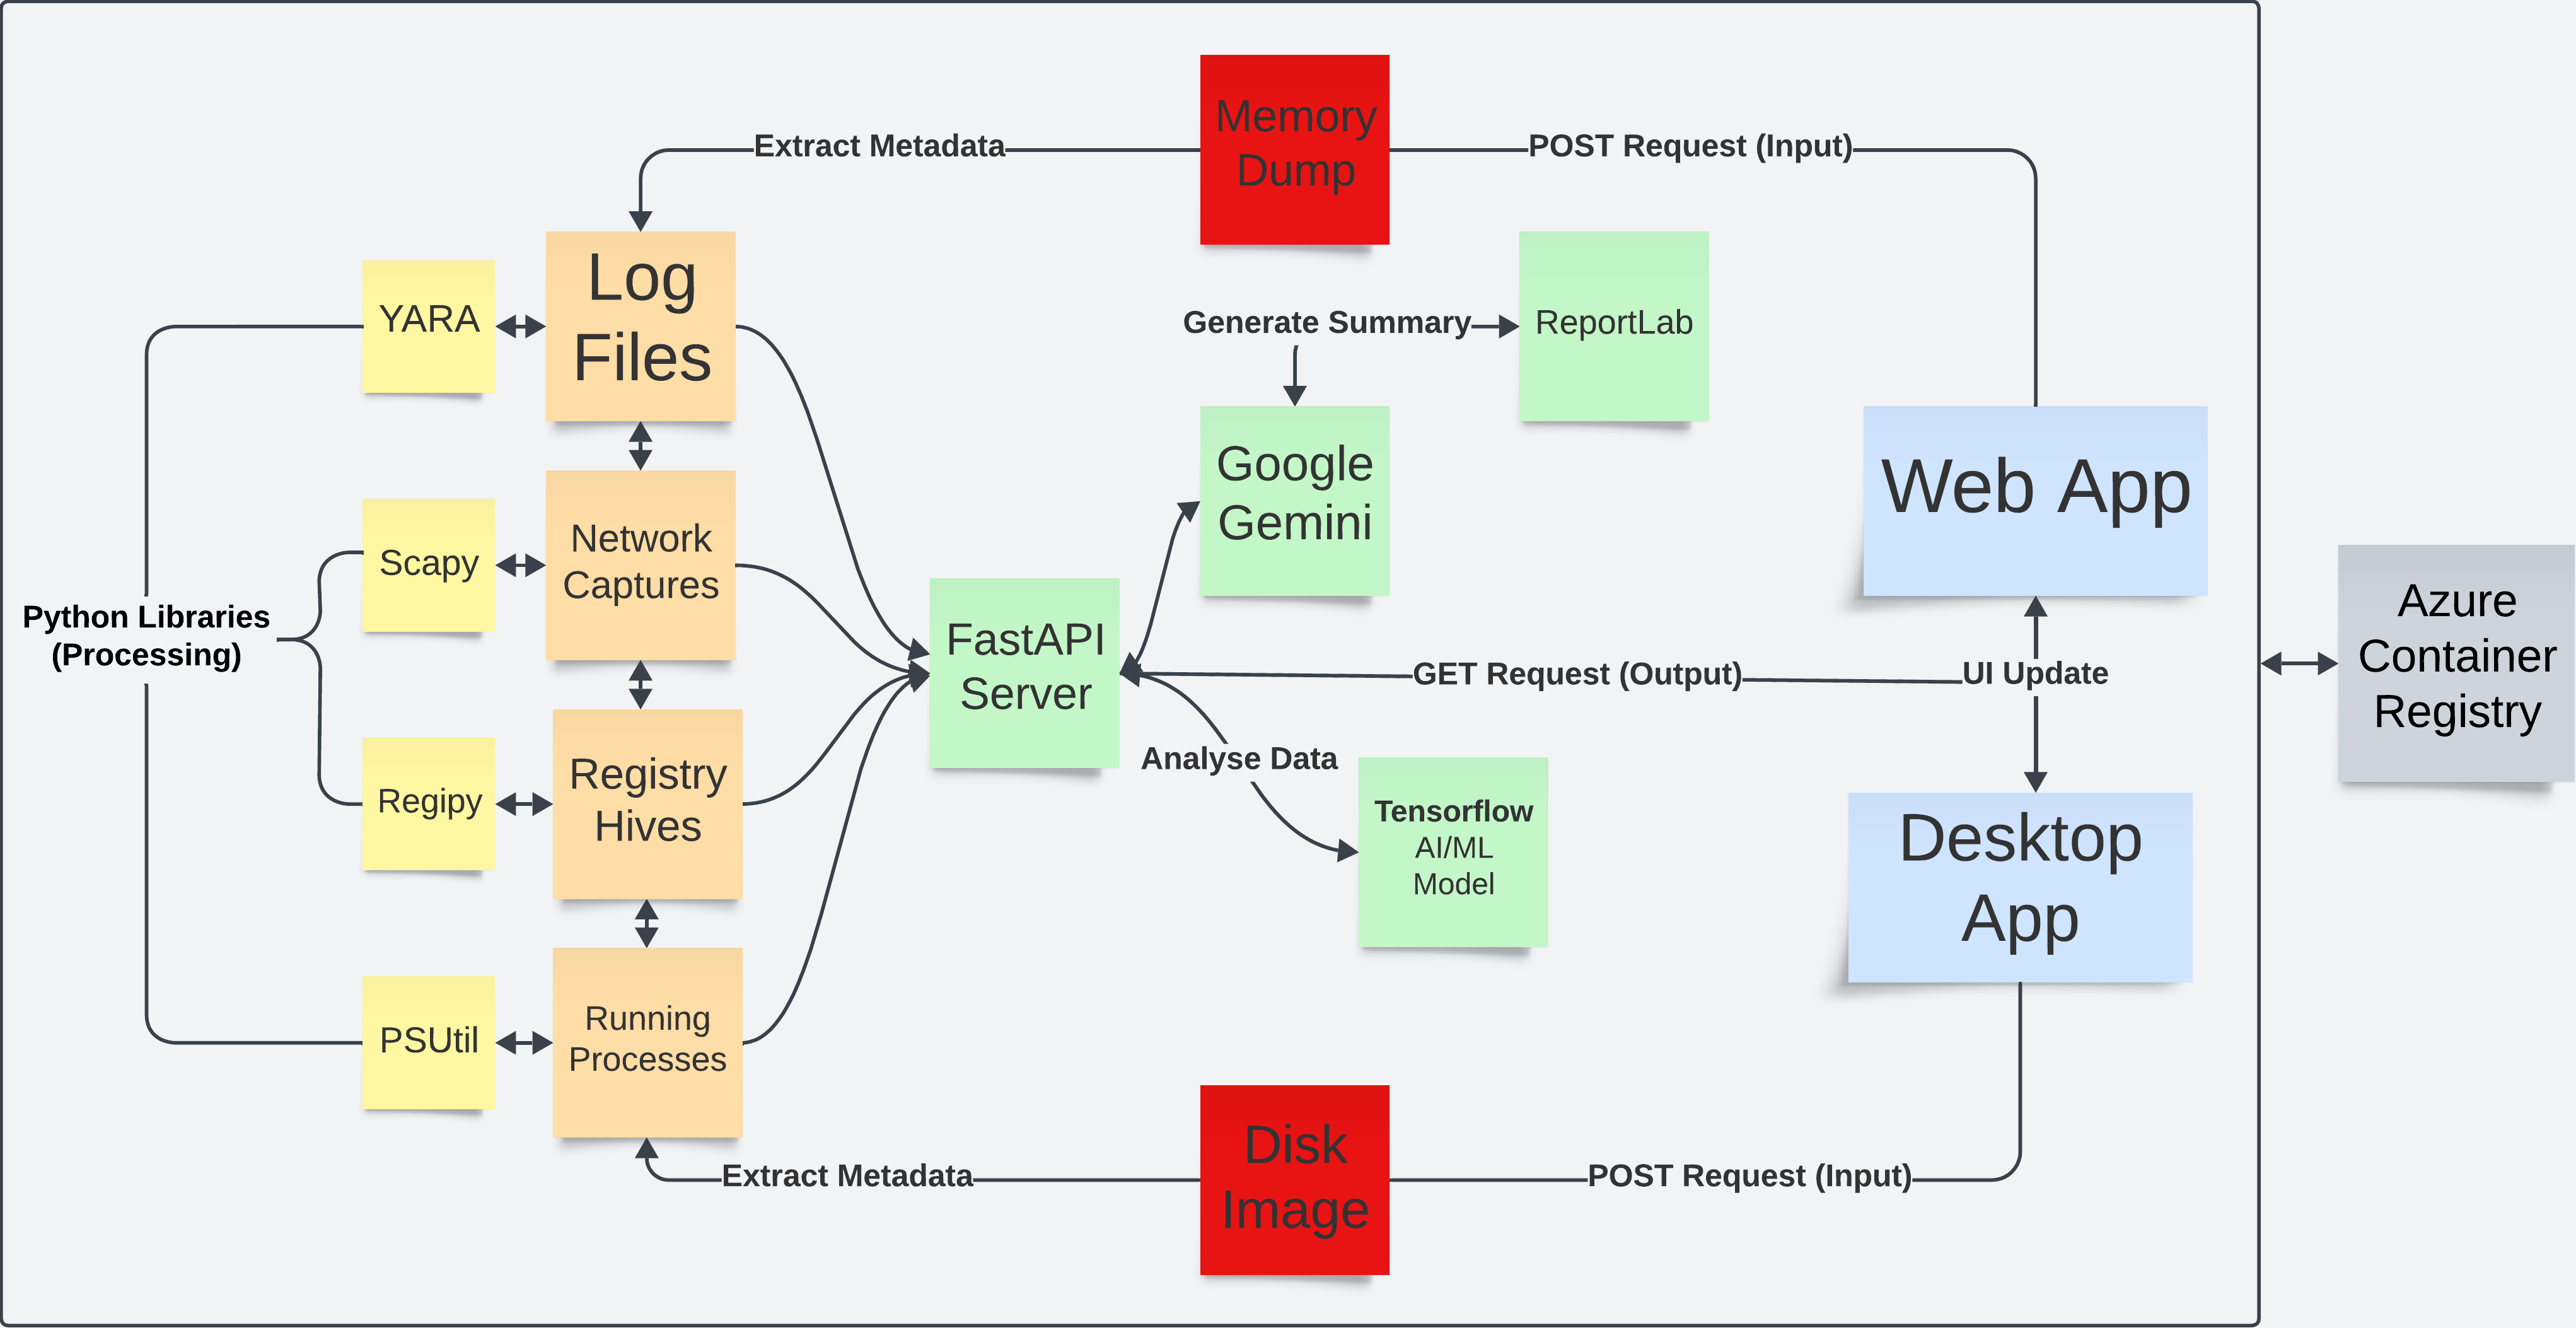 Memory
Dump
Extract Metadata
POST Request (Input)
Log
Files
YARA
Generate Summary
ReportLab
Google
Gemini
Web App
Network
Captures
Scapy
Python Libraries
(Processing)
FastAPI
Server
GET Request (Output)
UI Update
Azure
Container
Registry
Analyse Data
Registry
Hives
Regipy
Tensorflow
AI/ML
Model
Desktop
App
Running
Processes
PSUtil
Extract Metadata
Disk
Image
POST Request (Input)